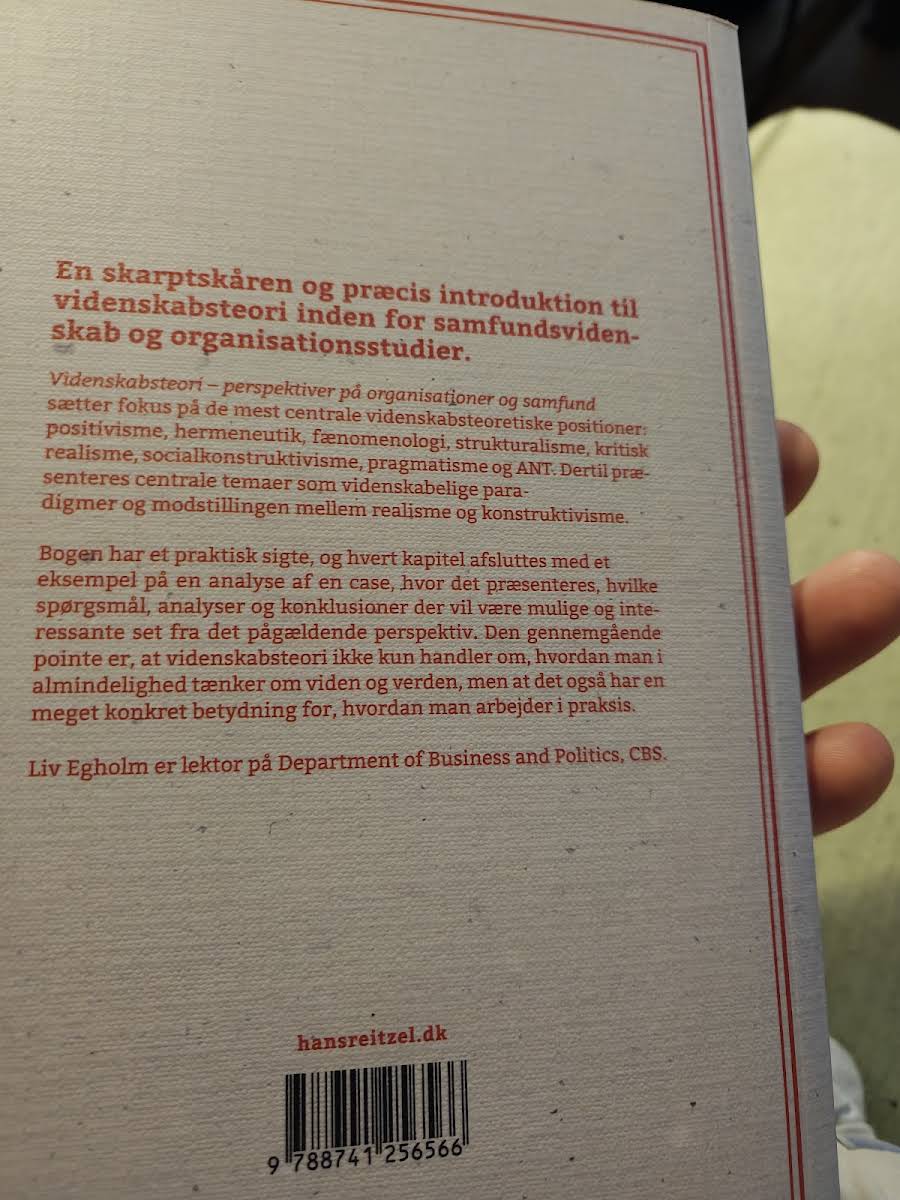 En skarptskåren og præcis introduktion til
videnskabsteori inden for samfundsviden-
skab og organisationsstudier.
Videnskabsteori – perspektiver på organisationer og samfund
sætter fokus på de mest centrale videnskabsteoretiske positioner:
positivisme, hermeneutik, fænomenologi, strukturalisme, kritisk
realisme, socialkonstruktivisme, pragmatisme og ANT. Dertil præ-
senteres centrale temaer som videnskabelige para-
digmer og modstillingen mellem realisme og konstruktivisme.
Bogen har et praktisk sigte, og hvert kapitel afsluttes med et
eksempel på en analyse af en case, hvor det præsenteres, hvilke
spørgsmål, analyser og konklusioner der vil være mulige og inte-
ressante set fra det pågældende perspektiv. Den gennemgående
pointe er, at videnskabsteori ikke kun handler om, hvordan man i
almindelighed tænker om viden og verden, men at det også har en
meget konkret betydning for, hvordan man arbejder i praksis.
Liv Egholm er lektor på Department of Business and Politics, CBS.
hansreitzel.dk
9 788741 256566